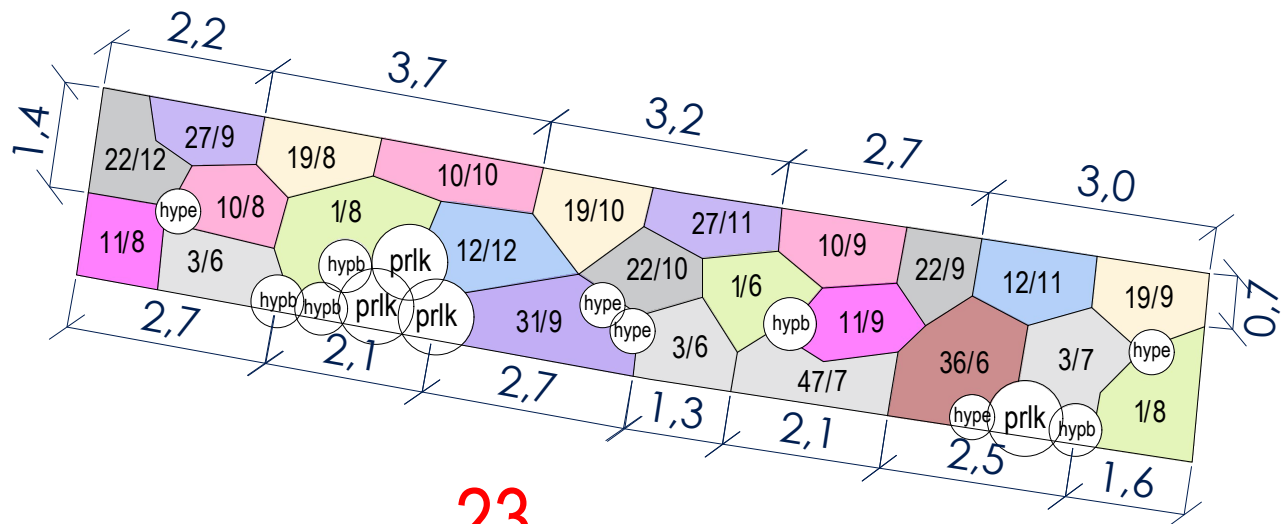 2,2
3,7
3,2
2,7
3,0
1,4
0,7
27/9
22/12
19/8
10/10
10/8
1/8
19/10
27/11
10/9
22/9
12/11
19/9
hype
11/8
3/6
12/12
22/10
1/6
hypb
prlk
hypb
hypb
prlk
prlk
31/9
hype
hype
3/6
hypb
11/9
47/7
36/6
3/7
hype
1/8
hype
prlk
hypb
2,7
2,1
2,7
1,3
2,1
2,5
1,6
23